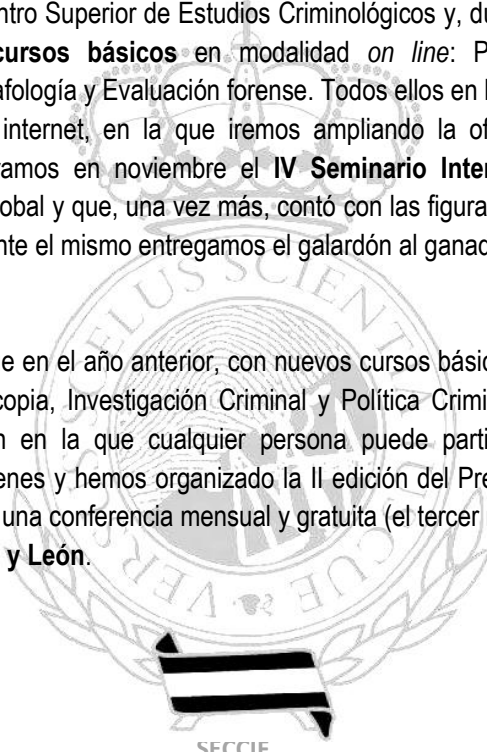 ntro Superior de Estudios Criminológicos y, du
cursos básicos en modalidad on line: P
afología y Evaluación forense. Todos ellos en l
internet, en la que iremos ampliando la of
ramos en noviembre el IV Seminario Inter
obal y que, una vez más, contó con las figura
nte el mismo entregamos el galardón al ganad
e en el año anterior, con nuevos cursos básic
copia, Investigación Criminal y Política Crimi
n en la que cualquier persona puede parti
enes y hemos organizado la II edición del Pre
una conferencia mensual y gratuita (el tercer
y León.
SECCIF